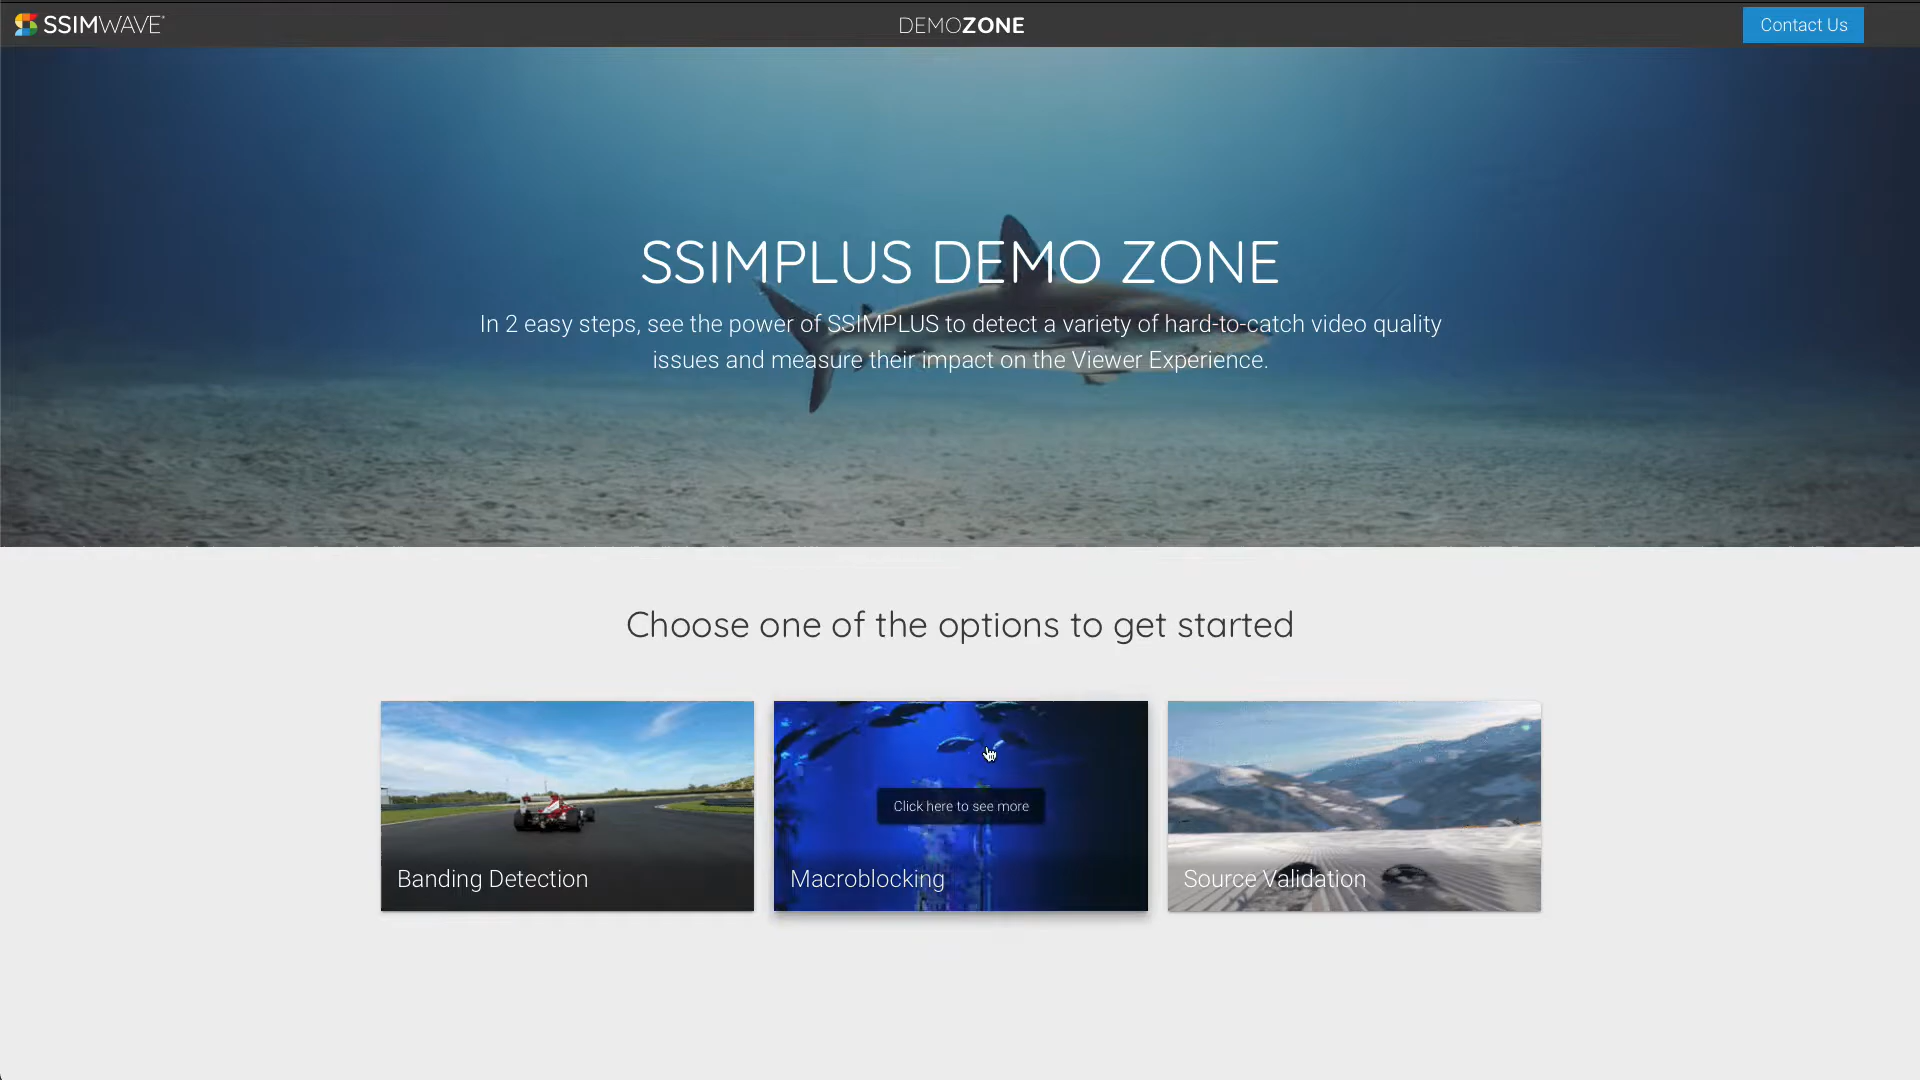 SSIMWAVE
DEMOZONE
Contact Us
SSIMPLUS DEMO ZONE
In 2 easy steps, see the power of SSIMPLUS to detect a variety of hard-to-catch video quality
issues and measure their impact on the Viewer Experience.
Choose one of the options to get started
Banding Detection
Click here to see more
Macroblocking
Source Validation